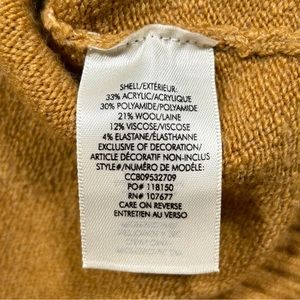 SHELL/EXTÉRIEUR:
33% ACRYLIC/ACRYLIQUE
30% POLYAMIDE/POLYAMIDE
21% WOOL/LAINE
12% VISCOSE/VISCOSE
4% ELASTANE/ÉLASTHANNE
EXCLUSIVE OF DECORATION/
ARTICLE DÉCORATIF NON-INCLUS
STYLE#/NUMÉRO DE MODÈLE:
CC809532709
PO# 118150
RN# 107677
CARE ON REVERSE
ENTRETIEN AU VERSO